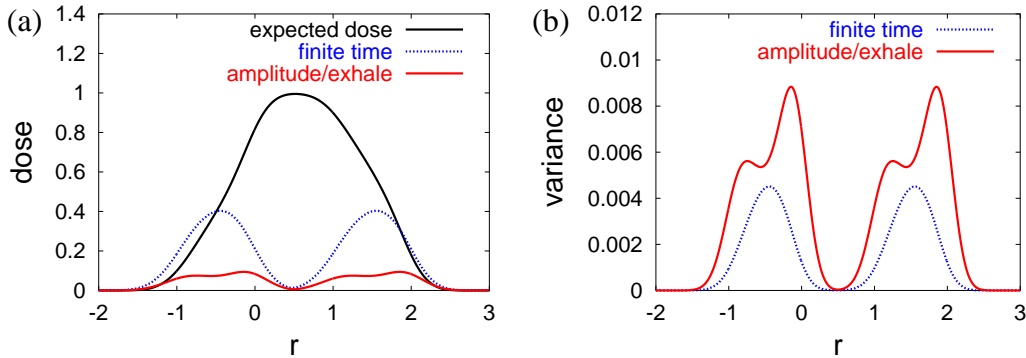 (a)
dose
1.4
1.2
1
0.8
0.6
0.4
0.2
0
expected dose
finite time
amplitude/exhale
-2 -1 0 1 2 3
r
(b)
variance
0.012
0.01
0.008
0.006
0.004
0.002
0
finite time
amplitude/exhale
-2 -1 0 1 2 3
r